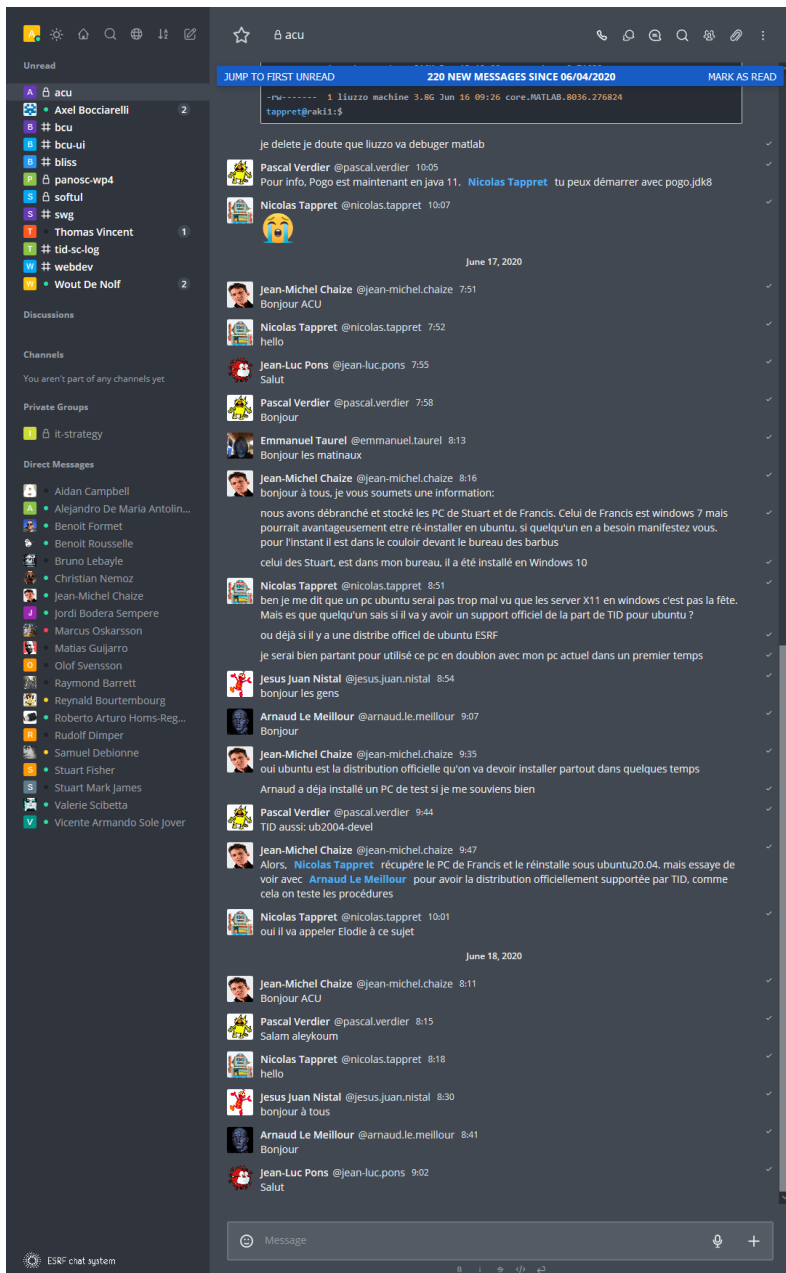 A
Unread
A acu
Axel Bocciarelli 2
B # bcu
B # bcu-ui
B # bliss
P panosc-wp4
S softul
S # swg
T Thomas Vincent 1
T # tid-sc-log
W # webdev
W Wout De Nolf 2
Discussions
Channels
You aren't part of any channels yet
Private Groups
I it-strategy
Direct Messages
Aidan Campbell
A Alejandro De Maria Antolin...
Benoit Formet
Benoit Rousselle
Bruno Lebayle
Christian Nemoz
Jean-Michel Chaize
J Jordi Bodera Sempere
Marcus Oskarsson
Matias Guijarro
O Olof Svensson
Raymond Barrett
Reynald Bourtembourg
Roberto Arturo Homs-Reg...
R Rudolf Dimper
Samuel Debionne
S Stuart Fisher
S Stuart Mark James
Valerie Scibetta
V Vicente Armando Sole Jover
ESRF chat system
acu
JUMP TO FIRST UNREAD 220 NEW MESSAGES SINCE 06/04/2020 MARK AS READ
-rw------- 1 liuzzo machine 3.8G Jun 16 09:26 core.MATLAB.8036.276824
tappret@raki1:$
je delete je doute que liuzzo va debuger matlab
Pascal Verdier @pascal.verdier 10:05
Pour info, Pogo est maintenant en java 11. Nicolas Tappret tu peux démarrer avec pogo.jdk8
Nicolas Tappret @nicolas.tappret 10:07
June 17, 2020
Jean-Michel Chaize @jean-michel.chaize 7:51
Bonjour ACU
Nicolas Tappret @nicolas.tappret 7:52
hello
Jean-Luc Pons @jean-luc.pons 7:55
Salut
Pascal Verdier @pascal.verdier 7:58
Bonjour
Emmanuel Taurel @emmanuel.taurel 8:13
Bonjour les matinaux
Jean-Michel Chaize @jean-michel.chaize 8:16
bonjour à tous, je vous soumets une information:
nous avons débranché et stocké les PC de Stuart et de Francis. Celui de Francis est windows 7 mais
pourrait avantageusement etre ré-installer en ubuntu. si quelqu'un en a besoin manifestez vous.
pour l'instant il est dans le couloir devant le bureau des barbus
celui des Stuart, est dans mon bureau, il a été installé en Windows 10
Nicolas Tappret @nicolas.tappret 8:51
ben je me dit que un pc ubuntu serai pas trop mal vu que les server X11 en windows c'est pas la fête.
Mais es que quelqu'un sais si il va y avoir un support officiel de la part de TID pour ubuntu ?
ou déjà si il y a une distribe officel de ubuntu ESRF
je serai bien partant pour utilisé ce pc en doublon avec mon pc actuel dans un premier temps
Jesus Juan Nistal @jesus.juan.nistal 8:54
bonjour les gens
Arnaud Le Meillour @arnaud.le.meillour 9:07
Bonjour
Jean-Michel Chaize @jean-michel.chaize 9:35
oui ubuntu est la distribution officielle qu'on va devoir installer partout dans quelques temps
Arnaud a déja installé un PC de test si je me souviens bien
Pascal Verdier @pascal.verdier 9:44
TID aussi: ub2004-devel
Jean-Michel Chaize @jean-michel.chaize 9:47
Alors, Nicolas Tappret récupére le PC de Francis et le réinstalle sous ubuntu20.04. mais essaye de
voir avec Arnaud Le Meillour pour avoir la distribution officiellement supportée par TID, comme
cela on teste les procédures
Nicolas Tappret @nicolas.tappret 10:01
oui il va appeler Elodie à ce sujet
June 18, 2020
Jean-Michel Chaize @jean-michel.chaize 8:11
Bonjour ACU
Pascal Verdier @pascal.verdier 8:15
Salam aleykoum
Nicolas Tappret @nicolas.tappret 8:18
hello
Jesus Juan Nistal @jesus.juan.nistal 8:30
bonjour à tous
Arnaud Le Meillour @arnaud.le.meillour 8:41
Bonjour
Jean-Luc Pons @jean-luc.pons 9:02
Salut
Message
B i S </>